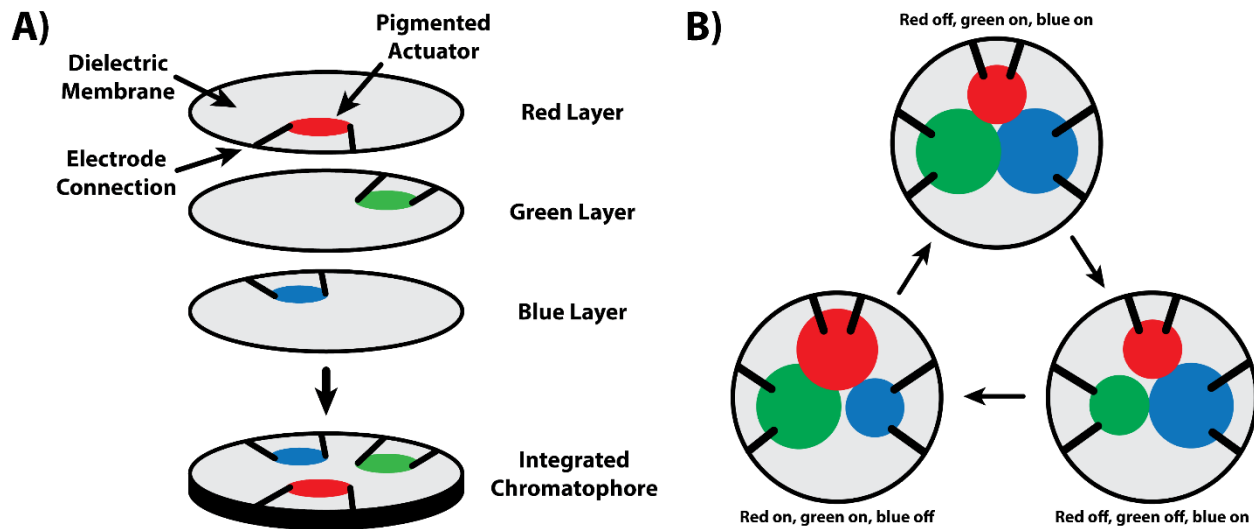 A)
Pigmented
Actuator
Dielectric
Membrane
Red Layer
Electrode
Connection
Green Layer
Blue Layer
Integrated
Chromatophore
B)
Red off, green on, blue on
Red on, green on, blue off
Red off, green off, blue on